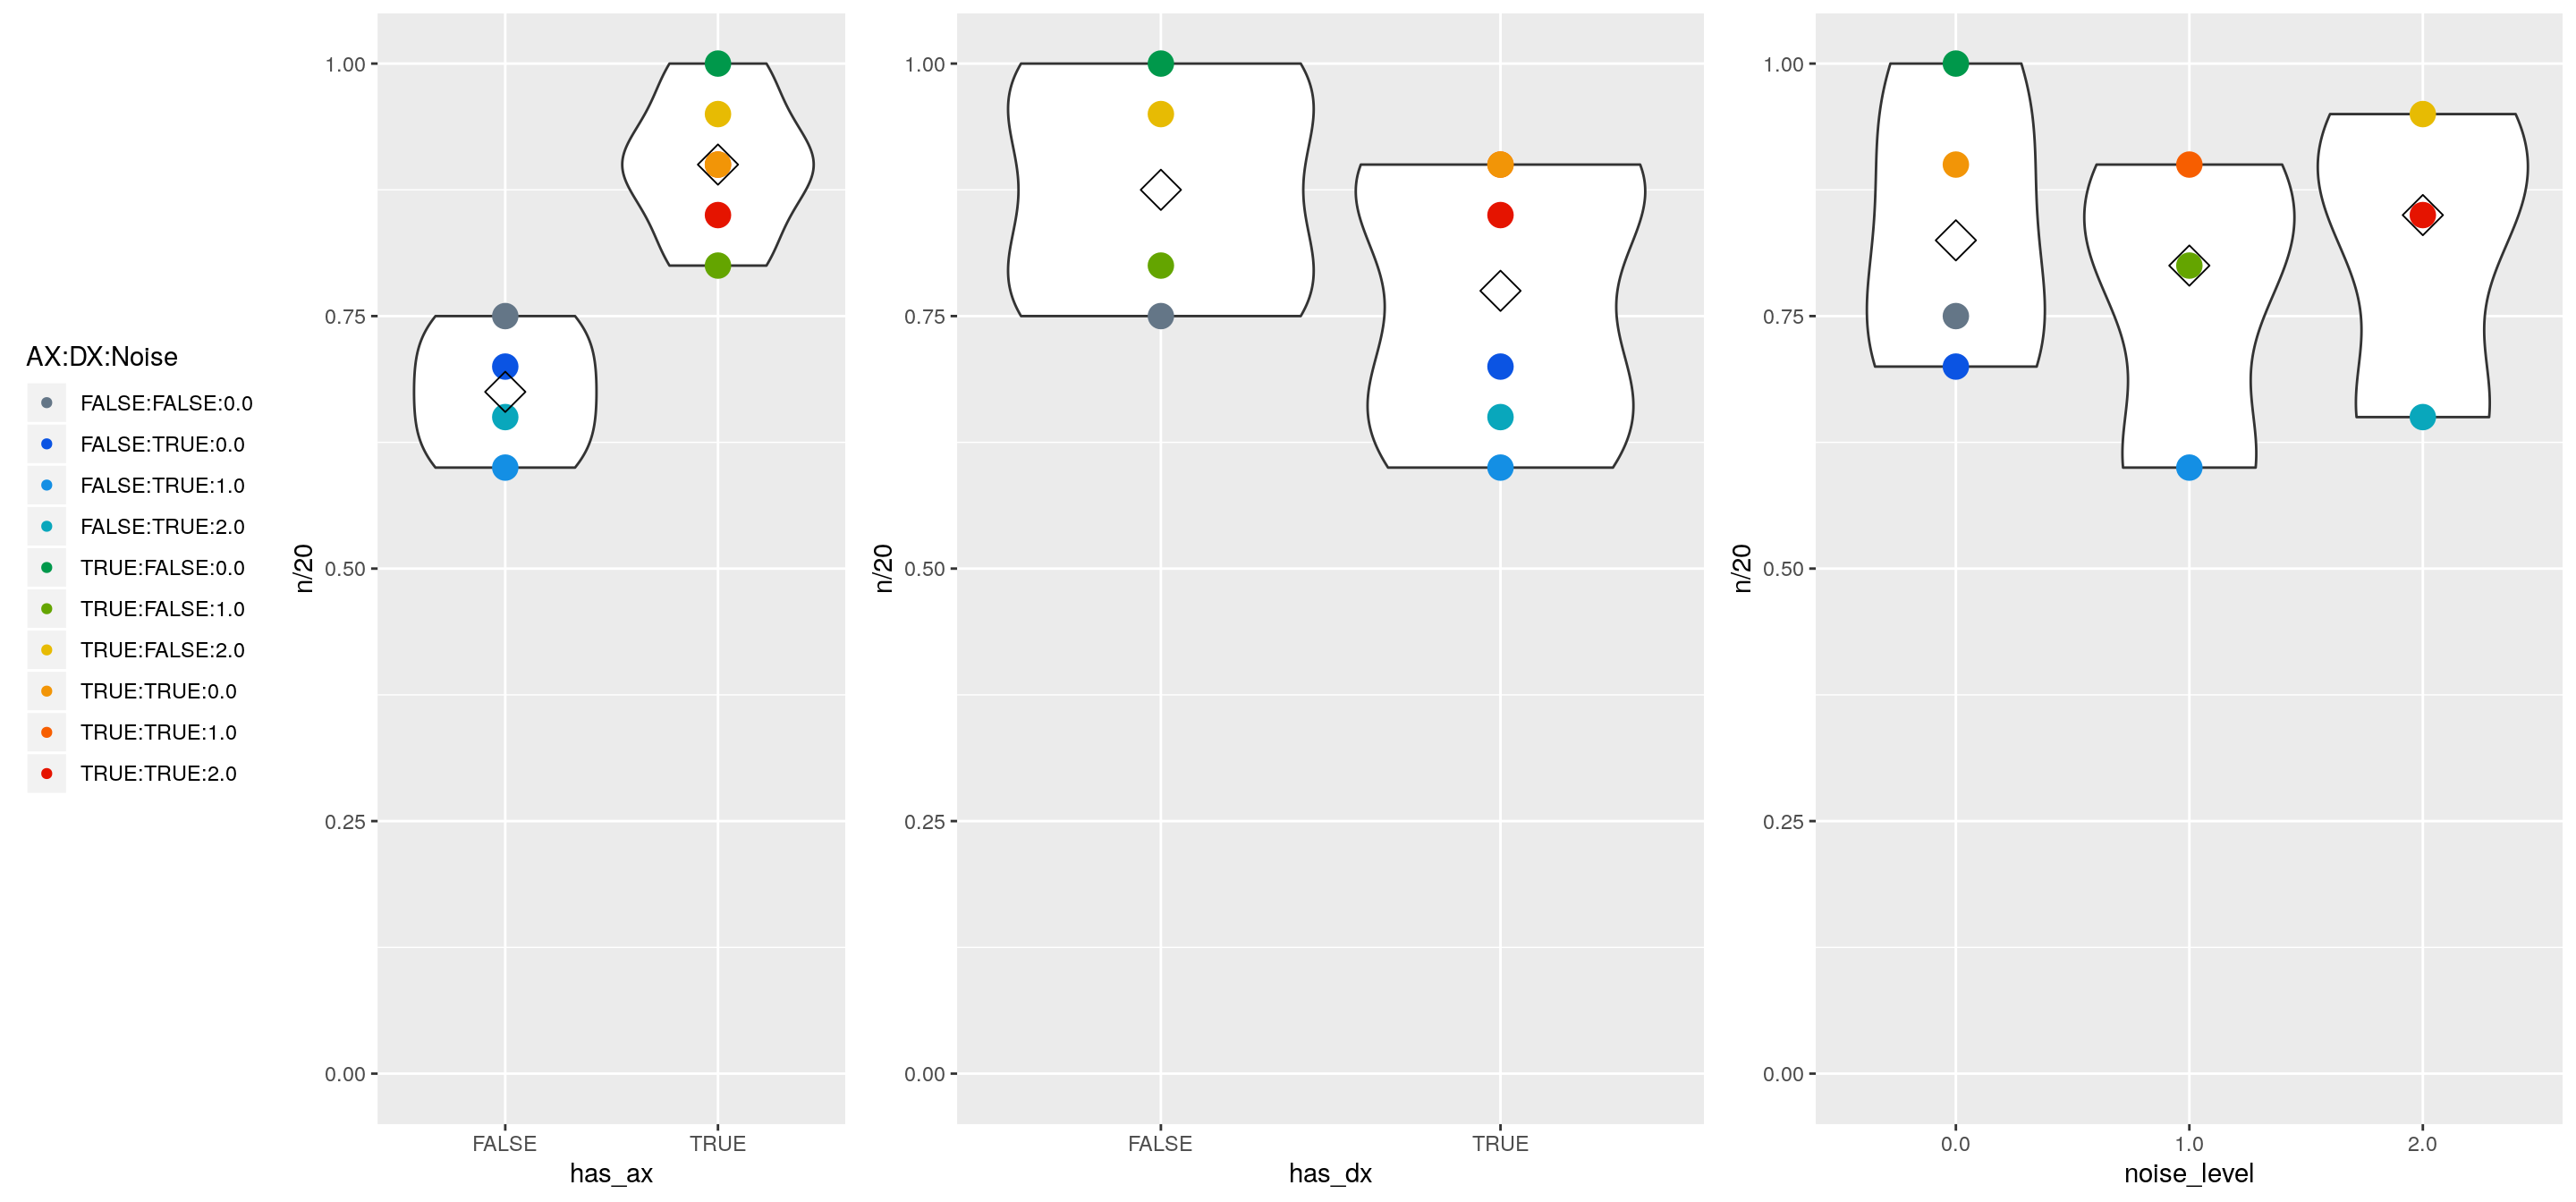 AX:DX:Noise
FALSE:FALSE:0.0
FALSE:TRUE:0.0
FALSE:TRUE:1.0
FALSE:TRUE:2.0
TRUE:FALSE:0.0
TRUE:FALSE:1.0
TRUE:FALSE:2.0
TRUE:TRUE:0.0
TRUE:TRUE:1.0
TRUE:TRUE:2.0
n/20
1.00
0.75
0.50
0.25
0.00
FALSE TRUE
has_ax
n/20
1.00
0.75
0.50
0.25
0.00
FALSE TRUE
has_dx
n/20
1.00
0.75
0.50
0.25
0.00
0.0 1.0 2.0
noise_level